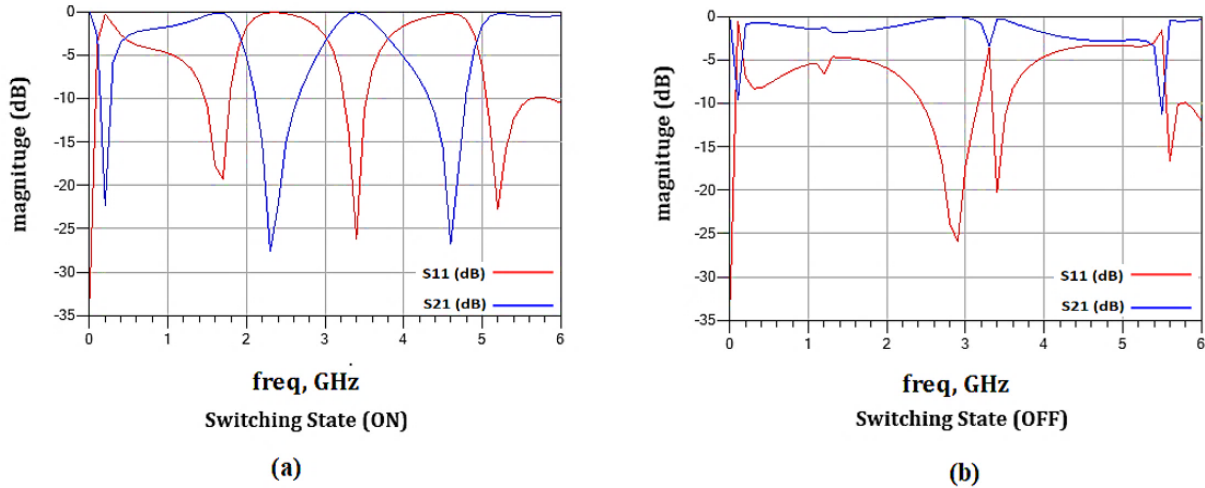 0
-5
-10
-15
-20
-25
-30
-35
magnituge (dB)
S11 (dB)
S21 (dB)
0 1 2 3 4 5 6
freq, GHz
Switching State (ON)
(a)
0
-5
-10
-15
-20
-25
-30
-35
magnituge (dB)
S11 (dB)
S21 (dB)
0 1 2 3 4 5 6
freq, GHz
Switching State (OFF)
(b)